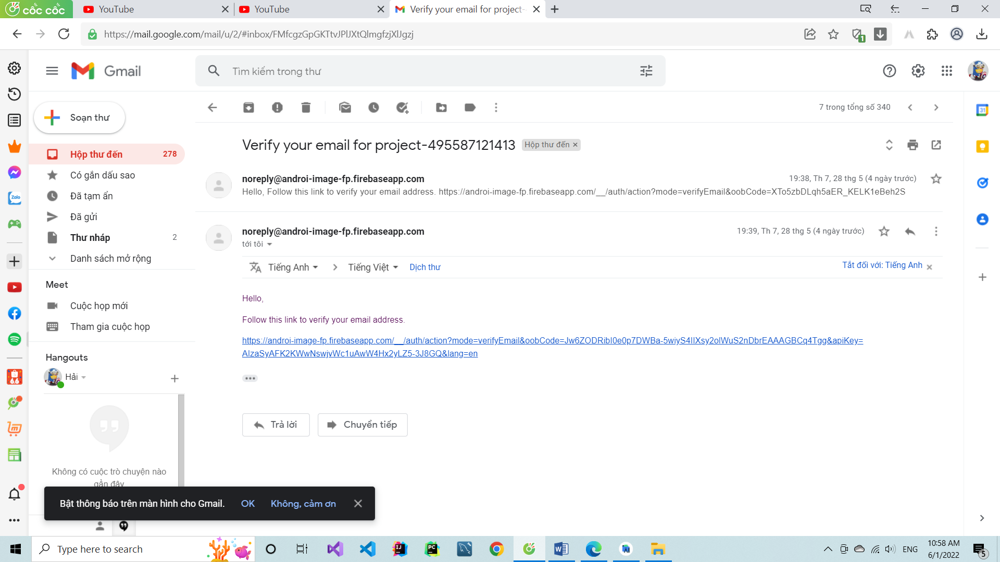 cốc cốc
YouTube
YouTube
Verify your email for project-
https://mail.google.com/mail/u/2/#inbox/FMfcgzGpGKTtvJPlJXtQlmgfzjXlJgzj
1
Gmail
Tìm kiếm trong thư
Soạn thư
7 trong tổng số 340
31
Verify your email for project-495587121413
Hộp thư đến ×
Hộp thư đến 278
Có gắn dấu sao
Đã tạm ẩn
Đã gửi
Thư nháp 2
Danh sách mở rộng
Zalo
noreply@androi-image-fp.firebaseapp.com
19:38, Th 7, 28 thg 5 (4 ngày trước)
Hello, Follow this link to verify your email address. https://androi-image-fp.firebaseapp.com/__/auth/action?mode=verifyEmail&oobCode=XTo5zbDLqh5aER_KELK1eBeh2S
noreply@androi-image-fp.firebaseapp.com
19:39, Th 7, 28 thg 5 (4 ngày trước)
tới tôi
Tiếng Anh
Tiếng Việt
Dịch thư
Tắt đối với: Tiếng Anh
Hello,
Follow this link to verify your email address.
https://androi-image-fp.firebaseapp.com/__/auth/action?mode=verifyEmail&oobCode=Jw6ZODRibI0e0p7DWBa-5wiyS4IIXsy2olWuS2nDbrEAAAGBCq4Tgg&apiKey=
AIzaSyAFK2KWwNswjvWc1uAwW4Hx2yLZ5-3J8GQ&lang=en
Trả lời
Chuyển tiếp
Meet
Cuộc họp mới
Tham gia cuộc họp
Hangouts
Hải
6.6
Không có cuộc trò chuyện nào
gần đây
Bật thông báo trên màn hình cho Gmail.
OK
Không, cảm ơn
Type here to search
IJ
PC
W
ENG
10:58 AM
6/1/2022
5